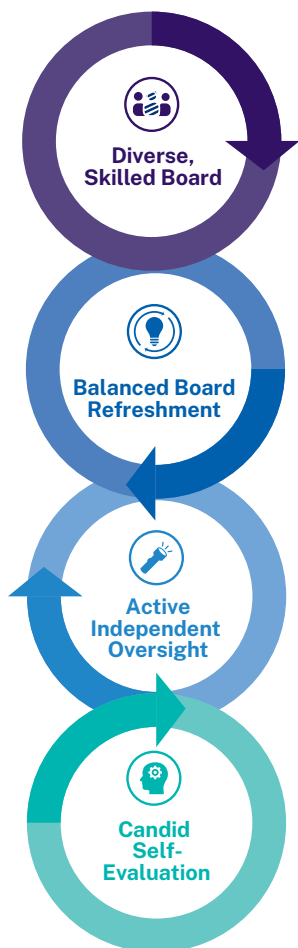 Diverse,
Skilled Board
Balanced Board
Refreshment
Active
Independent
Oversight
Candid
Self-
Evaluation